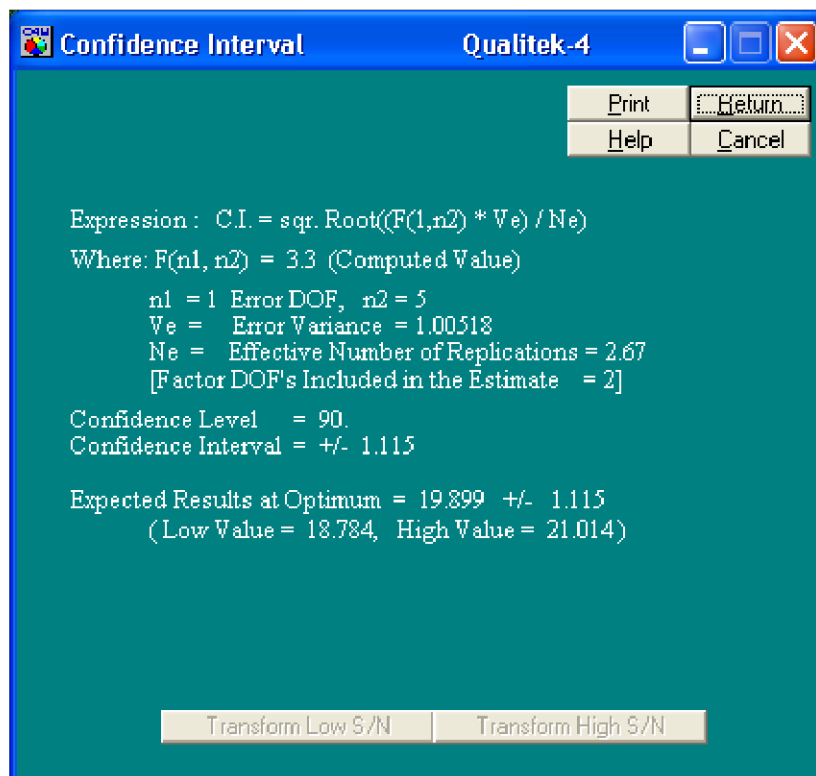 Confidence Interval Qualitek-4
Print Return
Help Cancel
Expression : C.I. = sqr. Root((F(1,n2) * Ve) / Ne)
Where: F(n1, n2) = 3.3 (Computed Value)
n1 = 1 Error DOF, n2 = 5
Ve = Error Variance = 1.00518
Ne = Effective Number of Replications = 2.67
[Factor DOF's Included in the Estimate = 2]
Confidence Level = 90.
Confidence Interval = +/- 1.115
Expected Results at Optimum = 19.899 +/- 1.115
( Low Value = 18.784, High Value = 21.014 )
Transform Low S/N Transform High S/N